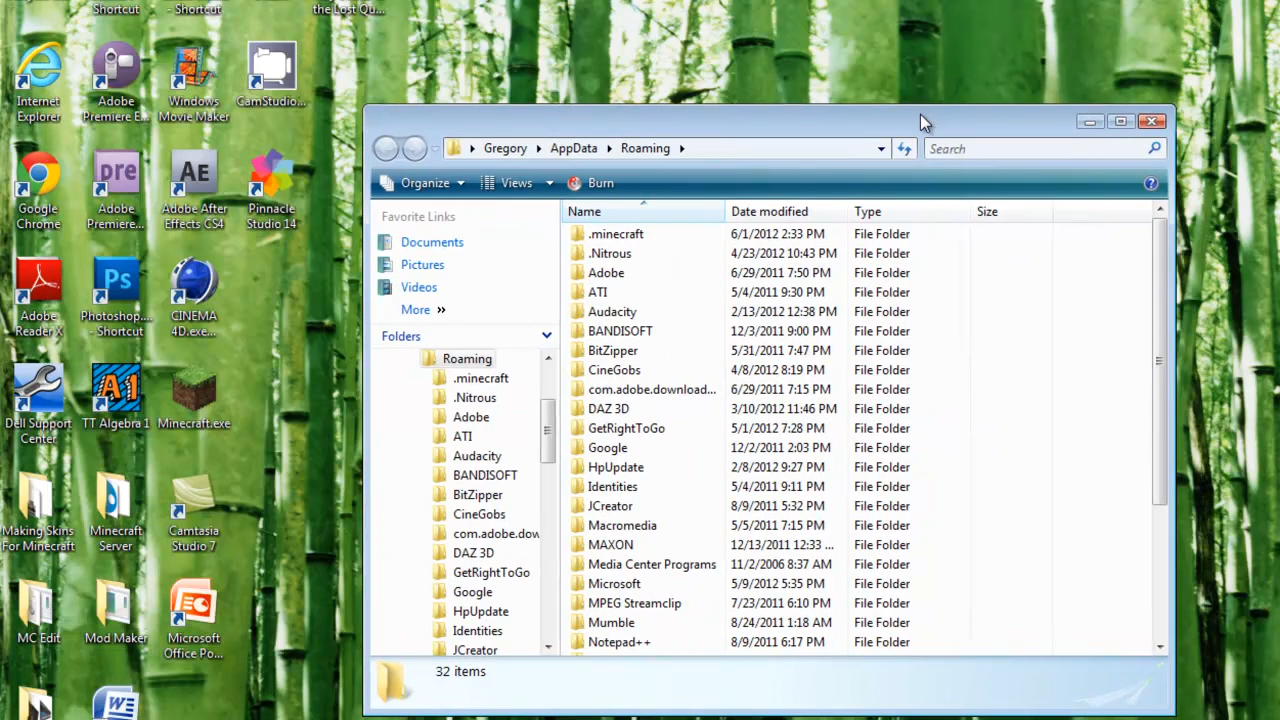 Shortcut
- Shortcut
the Lost Qu...
Internet Explorer
Adobe Premiere E...
Windows Movie Maker
CamStudio...
Google Chrome
Adobe Premiere...
Adobe After Effects CS4
Pinnacle Studio 14
Adobe Reader X
Photoshop.... - Shortcut
CINEMA 4D.exe...
Dell Support Center
TT Algebra 1
Minecraft.exe
Making Skins For Minecraft
Minecraft Server
Camtasia Studio 7
MC Edit
Mod Maker
Microsoft Office Po...
Gregory AppData Roaming
Search
Organize Views Burn
Favorite Links
Documents
Pictures
Videos
More »
Folders
Roaming
.minecraft
.Nitrous
Adobe
ATI
Audacity
BANDISOFT
BitZipper
CineGobs
com.adobe.dow
DAZ 3D
GetRightToGo
Google
HpUpdate
Identities
JCreator
Name Date modified Type Size
.minecraft 6/1/2012 2:33 PM File Folder
.Nitrous 4/23/2012 10:43 PM File Folder
Adobe 6/29/2011 7:50 PM File Folder
ATI 5/4/2011 9:30 PM File Folder
Audacity 2/13/2012 12:38 PM File Folder
BANDISOFT 12/3/2011 9:00 PM File Folder
BitZipper 5/31/2011 7:47 PM File Folder
CineGobs 4/8/2012 8:19 PM File Folder
com.adobe.download... 6/29/2011 7:15 PM File Folder
DAZ 3D 3/10/2012 11:46 PM File Folder
GetRightToGo 5/1/2012 7:28 PM File Folder
Google 12/2/2011 2:03 PM File Folder
HpUpdate 2/8/2012 9:27 PM File Folder
Identities 5/4/2011 9:11 PM File Folder
JCreator 8/9/2011 5:32 PM File Folder
Macromedia 5/5/2011 7:15 PM File Folder
MAXON 12/13/2011 12:33 ... File Folder
Media Center Programs 11/2/2006 8:37 AM File Folder
Microsoft 5/9/2012 5:35 PM File Folder
MPEG Streamclip 7/23/2011 6:10 PM File Folder
Mumble 8/24/2011 1:18 AM File Folder
Notepad++ 8/9/2011 6:17 PM File Folder
32 items